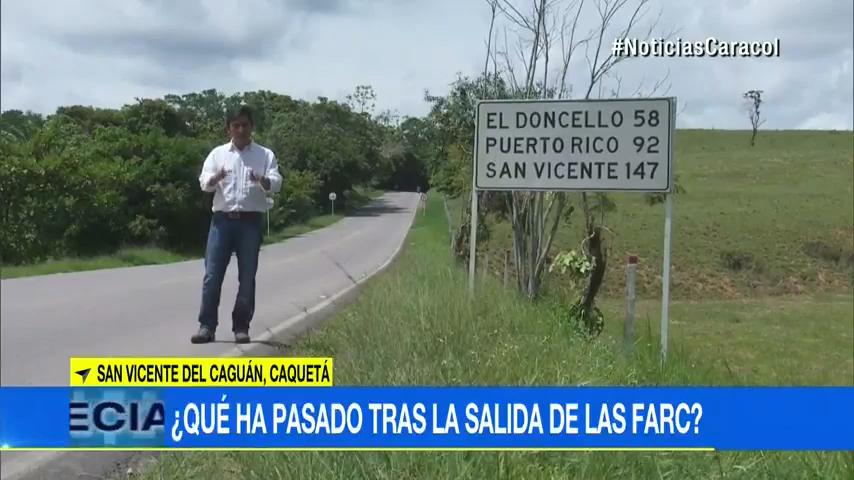 #NoticiasCaracol
EL DONCELLO 58
PUERTO RICO 92
SAN VICENTE 147
SAN VICENTE DEL CAGUÁN, CAQUETÁ
ECIA
¿QUÉ HA PASADO TRAS LA SALIDA DE LAS FARC?